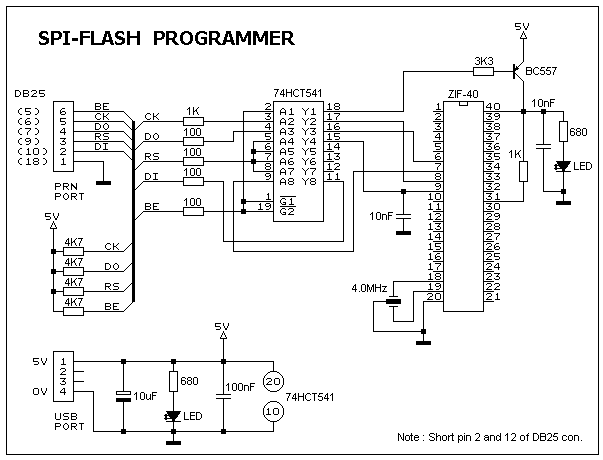 SPI-FLASH PROGRAMMER
5V
3K3
BC557
DB25
74HCT541
ZIF-40
(5) 6 BE
(6) 5 CK
(7) 4 DO
(9) 3 RS
(10) 2 DI
(18) 1
PRN
PORT
CK 1K
DO 100
RS 100
DI 100
BE 100
2 A1 Y1 18
3 A2 Y2 17
4 A3 Y3 16
5 A4 Y4 15
6 A5 Y5 14
7 A6 Y6 13
8 A7 Y7 12
9 A8 Y8 11
1 G1
19 G2
1 40
2 39
3 38
4 37
5 36
6 35
7 34
8 33
9 32
10 31
11 30
12 29
13 28
14 27
15 26
16 25
17 24
18 23
19 22
20 21
10nF
680
1K
LED
10nF
4.0MHz
5V
4K7 CK
4K7 DO
4K7 RS
4K7 BE
5V
5V 1
2
3
0V 4
USB
PORT
10uF
680
LED
100nF
20
10
74HCT541
Note : Short pin 2 and 12 of DB25 con.